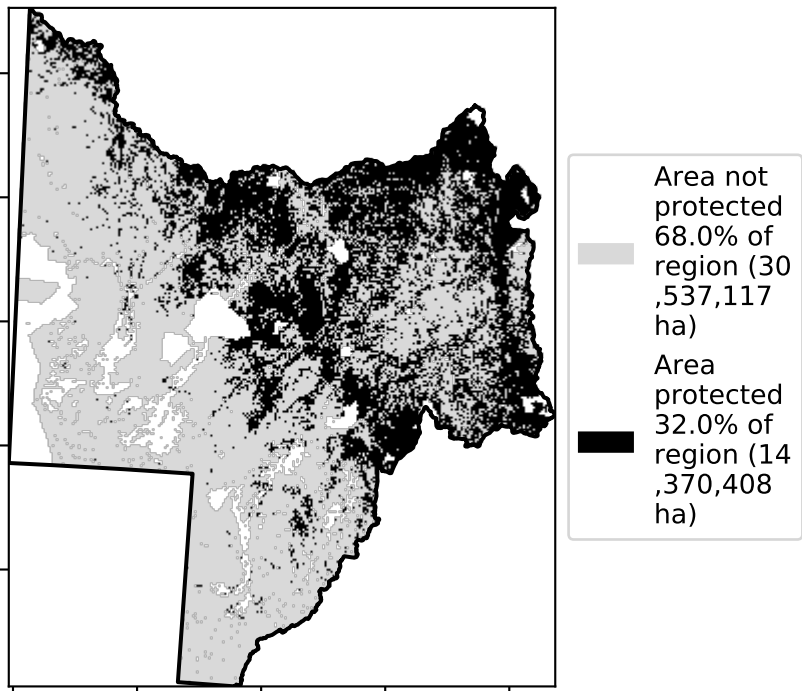 Area not
protected
68.0% of
region (30
,537,117
ha)
Area
protected
32.0% of
region (14
,370,408
ha)